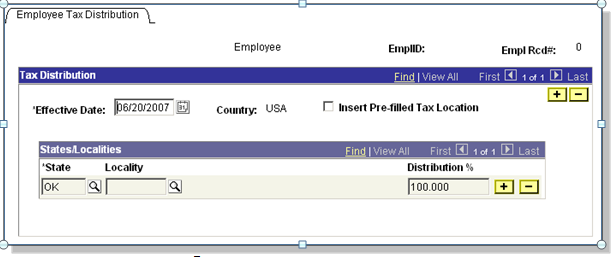 Employee Tax Distribution
Employee EmplID: Empl Rcd#: 0
Tax Distribution Find | View All First 1 of 1 Last
*Effective Date: 06/20/2007 31 Country: USA Insert Pre-filled Tax Location
States/Localities Find | View All First 1 of 1 Last
*State Locality Distribution %
OK 100.000